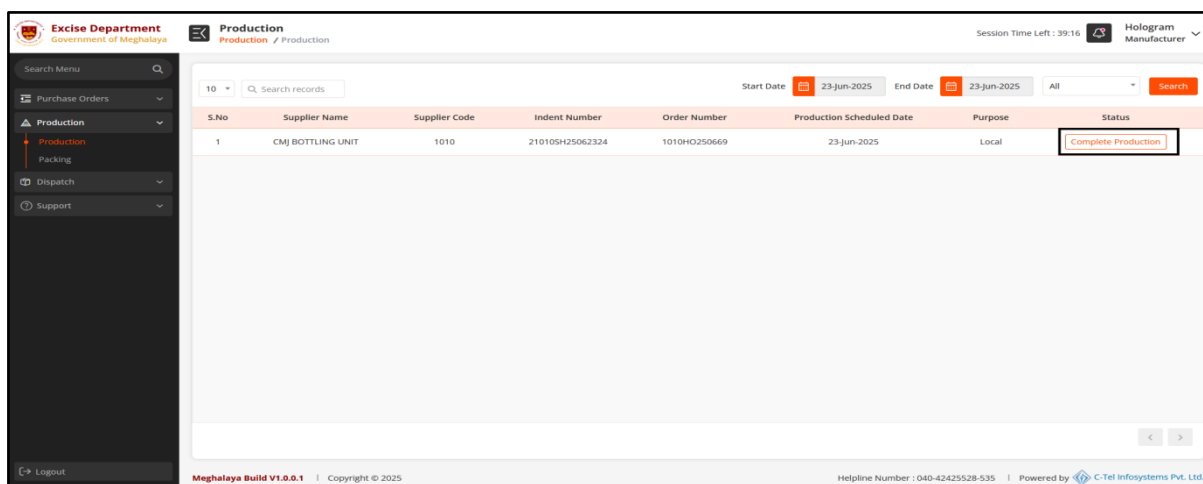 Excise Department
Government of Meghalaya
Production
Production / Production
Session Time Left : 39:16
Hologram
Manufacturer
Search Menu
Purchase Orders
Production
Production
Packing
Dispatch
Support
Logout
10
Search records
Start Date 23-Jun-2025 End Date 23-Jun-2025 All Search
S.No Supplier Name Supplier Code Indent Number Order Number Production Scheduled Date Purpose Status
1 CMJ BOTTLING UNIT 1010 21010SH25062324 1010HO250669 23-Jun-2025 Local Complete Production
Meghalaya Build V1.0.0.1 | Copyright © 2025
Helpline Number : 040-42425528-535 | Powered by C-Tel Infosystems Pvt. Ltd